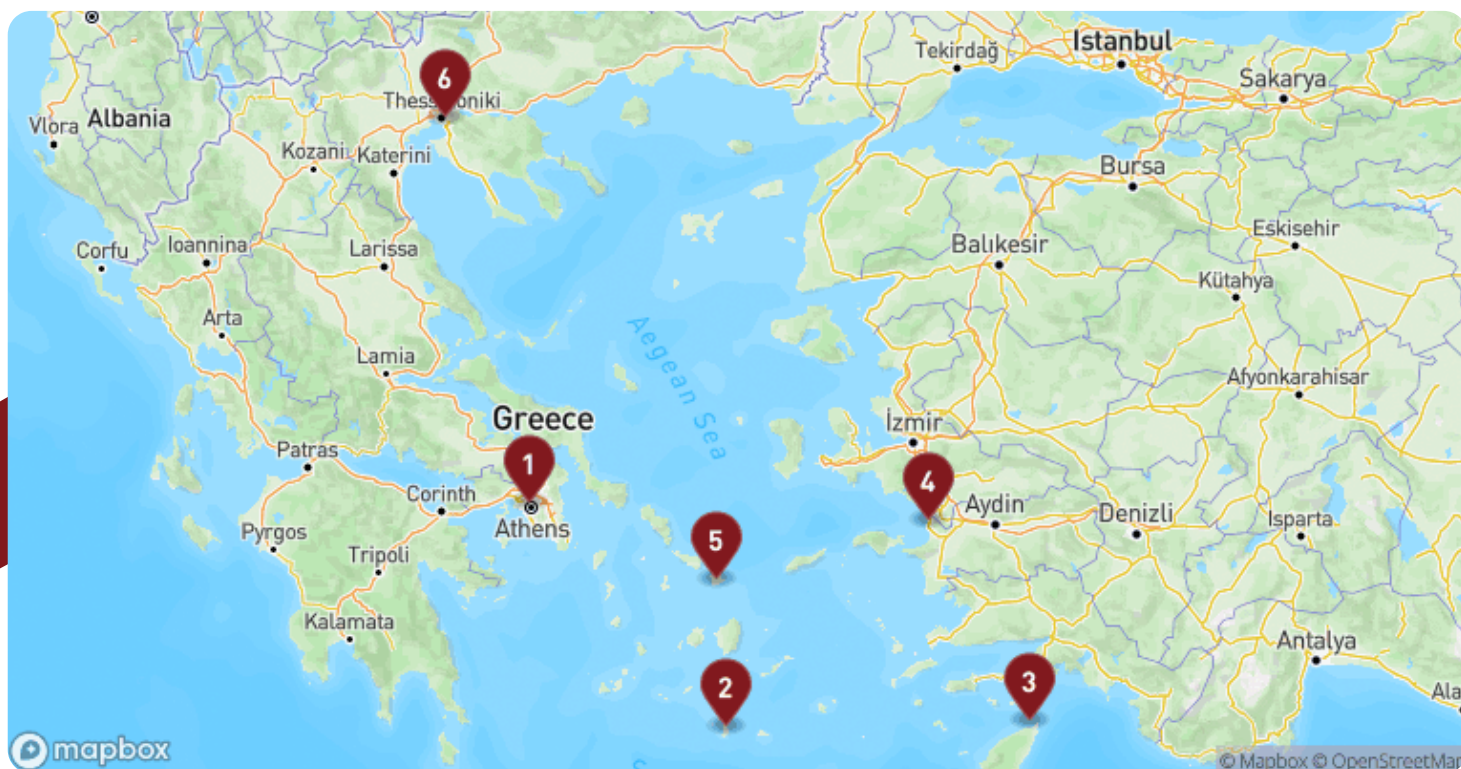 Istanbul
Tekirdağ
Sakarya
6
Thessaloniki
Albania
Vlora
Kozani
Katerini
Bursa
Corfu
Ioannina
Larissa
Balıkesir
Eskisehir
Kütahya
Arta
Aegean Sea
Lamia
Afyonkarahisar
Greece
İzmir
Patras
1
4
Corinth
Aydin
Denizli
Isparta
Pyrgos
Athens
5
Tripoli
Kalamata
Antalya
2
3
mapbox
© Mapbox © OpenStreetMap